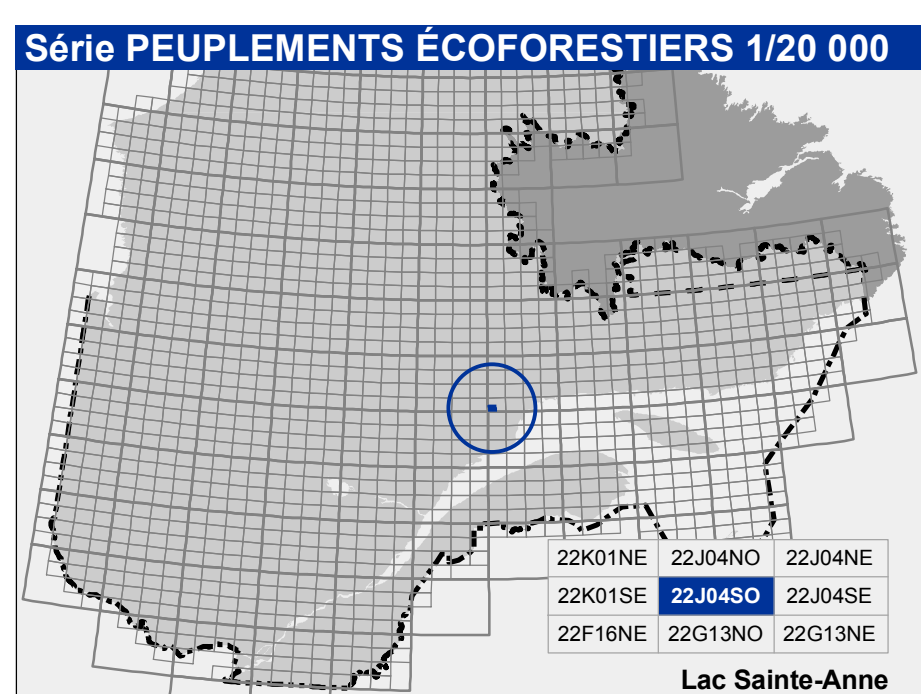 Série PEUPLEMENTS ÉCOFORESTIERS 1/20 000
22K01NE 22J04NO 22J04NE
22K01SE 22J04SO 22J04SE
22F16NE 22G13NO 22G13NE
Lac Sainte-Anne